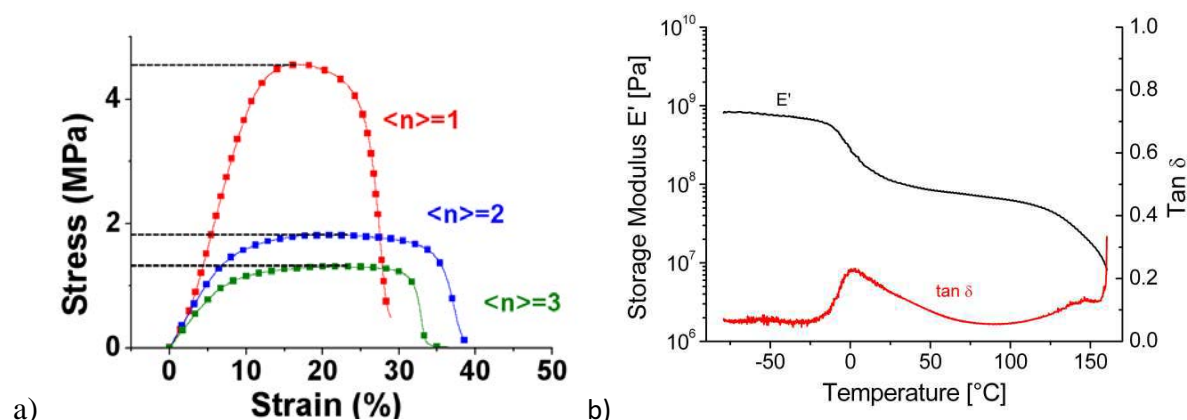 Stress (MPa)
4
2
0
<n>=1
<n>=2
<n>=3
0 10 20 30 40 50
Strain (%)
a)
Storage Modulus E' [Pa]
10^10
10^9
10^8
10^7
10^6
E'
tan δ
1.0
0.8
0.6
0.4
0.2
0.0
Tan δ
-50 0 50 100 150
Temperature [°C]
b)